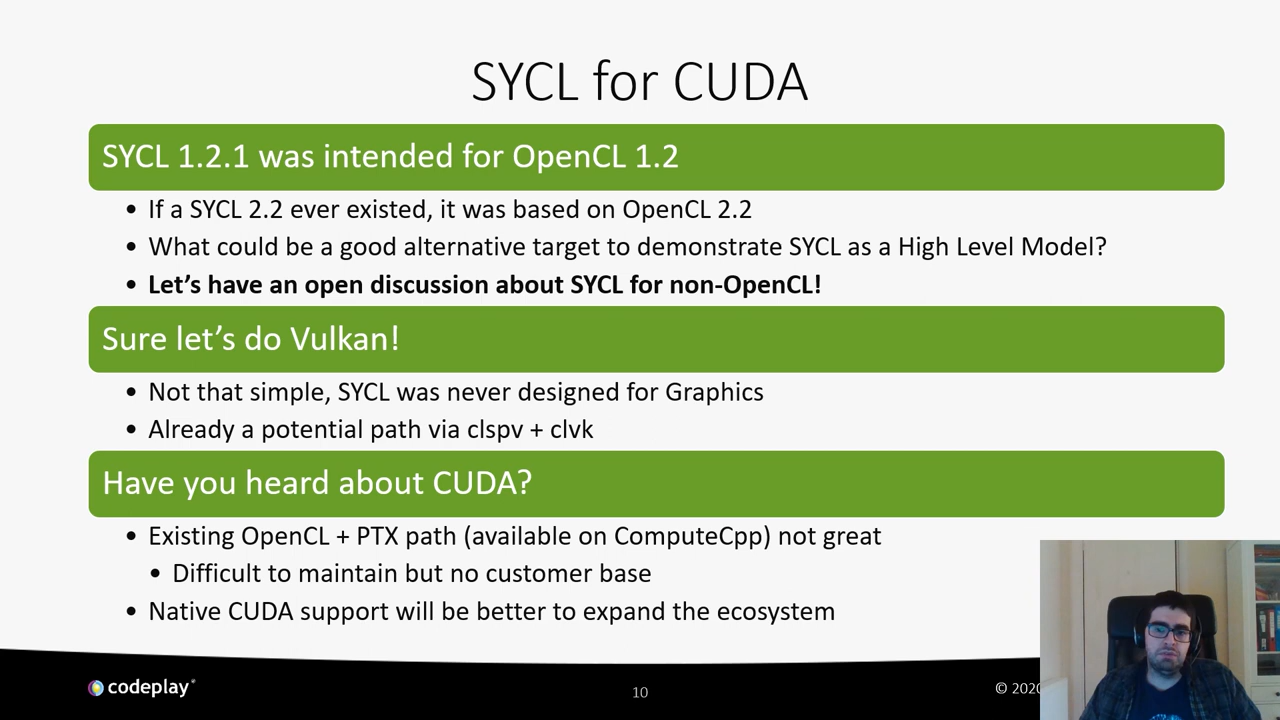 SYCL for CUDA
SYCL 1.2.1 was intended for OpenCL 1.2
• If a SYCL 2.2 ever existed, it was based on OpenCL 2.2
• What could be a good alternative target to demonstrate SYCL as a High Level Model?
• Let’s have an open discussion about SYCL for non-OpenCL!
Sure let’s do Vulkan!
• Not that simple, SYCL was never designed for Graphics
• Already a potential path via clspv + clvk
Have you heard about CUDA?
• Existing OpenCL + PTX path (available on ComputeCpp) not great
• Difficult to maintain but no customer base
• Native CUDA support will be better to expand the ecosystem
codeplay®
10
© 2020